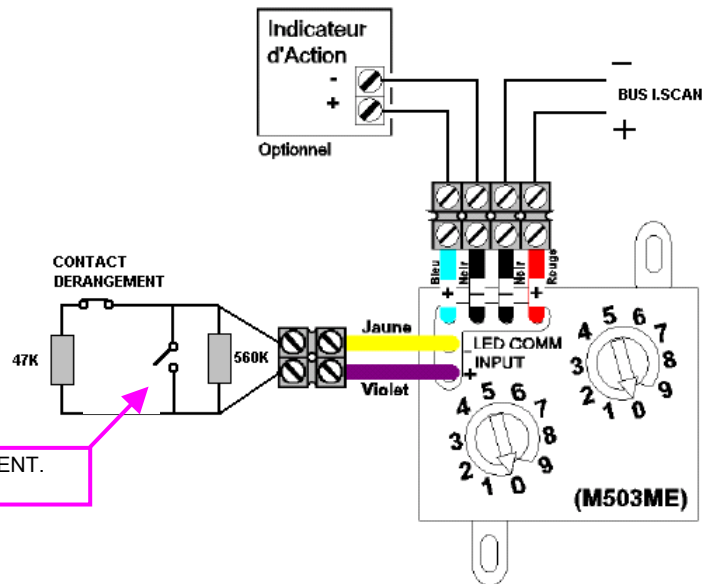 Indicateur
d'Action
-
+
Optionnel
−
BUS I.SCAN
+
Bleu
Noir
Noir
Rouge
+
−
−
+
CONTACT
DERANGEMENT
47K
560K
Jaune
Violet
_LED COMM
INPUT
+
4 5 6 7
3 8
2 1 0 9
4 5 6 7
3 8
2 1 0 9
(M503ME)
ENT.